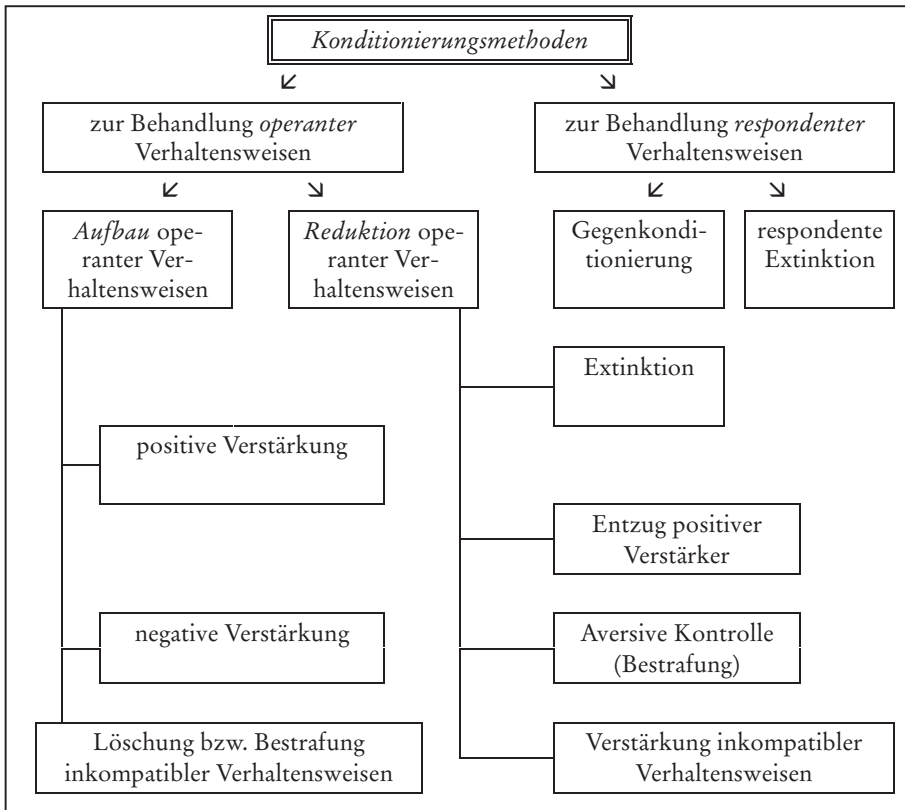 Konditionierungsmethoden
zur Behandlung operanter
Verhaltensweisen
zur Behandlung respondenter
Verhaltensweisen
Aufbau ope-
ranter Ver-
haltensweisen
Reduktion ope-
ranter Ver-
haltensweisen
Gegenkondi-
tionierung
respondente
Extinktion
Extinktion
positive Verstärkung
Entzug positiver
Verstärker
negative Verstärkung
Aversive Kontrolle
(Bestrafung)
Löschung bzw. Bestrafung
inkompatibler Verhaltensweisen
Verstärkung inkompatibler
Verhaltensweisen